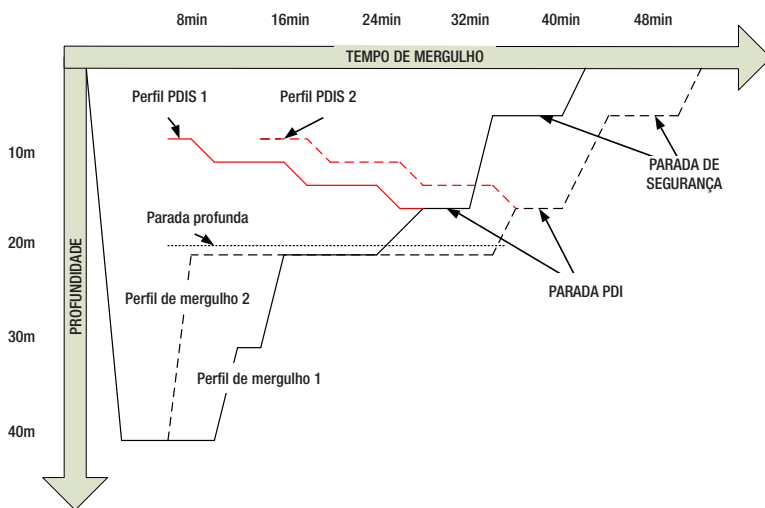 8min 16min 24min 32min 40min 48min
TEMPO DE MERGULHO
Perfil PDIS 1
Perfil PDIS 2
10m
PARADA DE
SEGURANÇA
Parada profunda
20m
PROFUNDIDADE
PARADA PDI
Perfil de mergulho 2
30m
Perfil de mergulho 1
40m